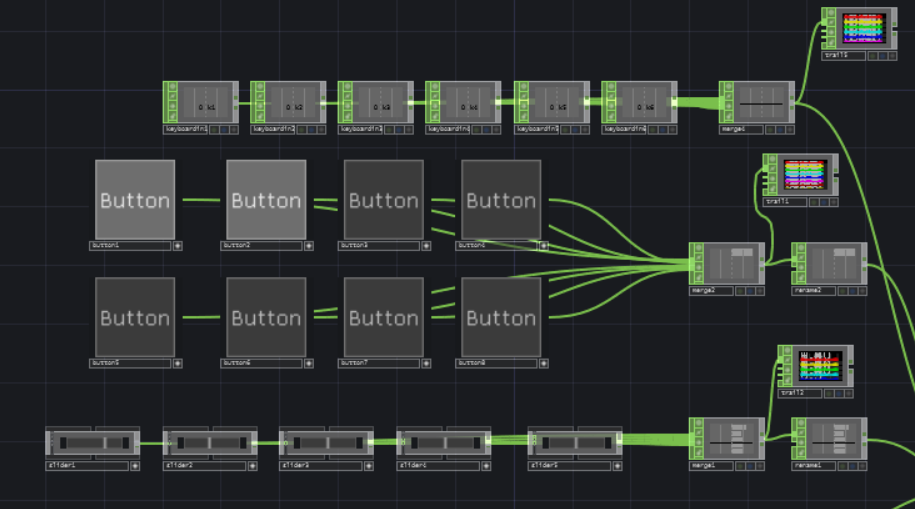 trail3
0 k1
0 k2
0 k3
0 k4
0 k5
0 k6
keyboardin1
keyboardin2
keyboardin3
keyboardin4
keyboardin5
keyboardin6
merge4
Button
Button
Button
Button
trail1
button1
button2
button3
button4
merge2
rename2
Button
Button
Button
Button
button5
button6
button7
button8
trail2
slider1
slider2
slider3
slider4
slider5
merge1
rename1